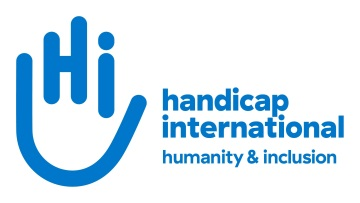 Hi
handicap
international
humanity & inclusion